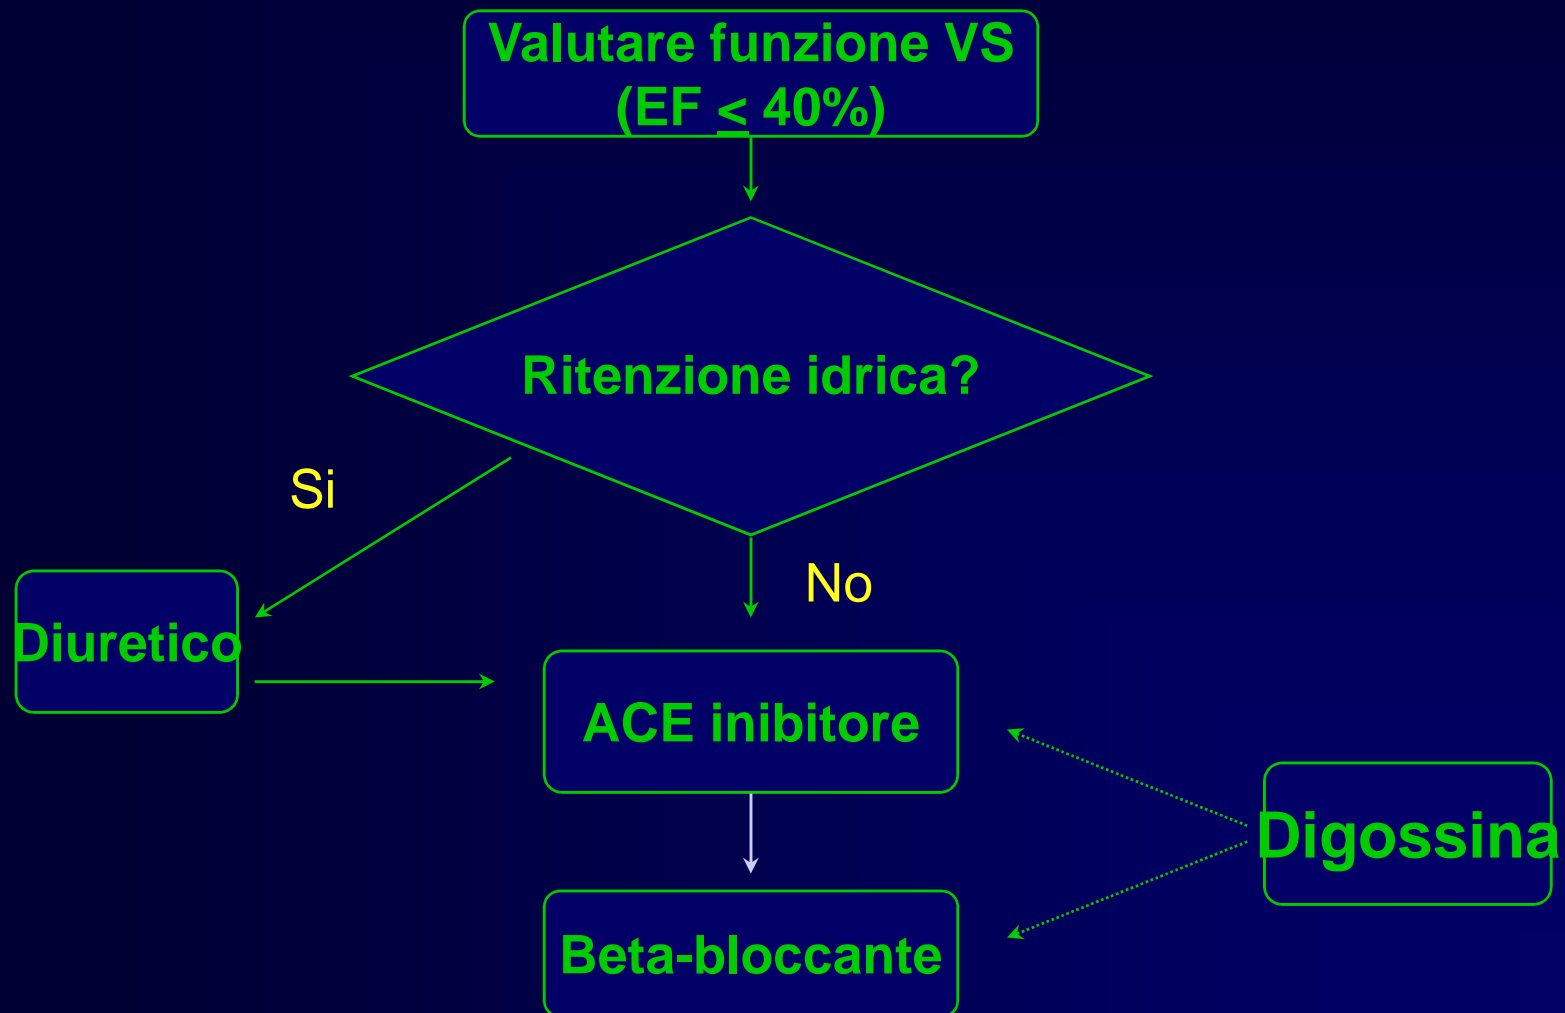 Valutare funzione VS
(EF < 40%)
Ritenzione idrica?
Si
No
Diuretico
ACE inibitore
Digossina
Beta-bloccante